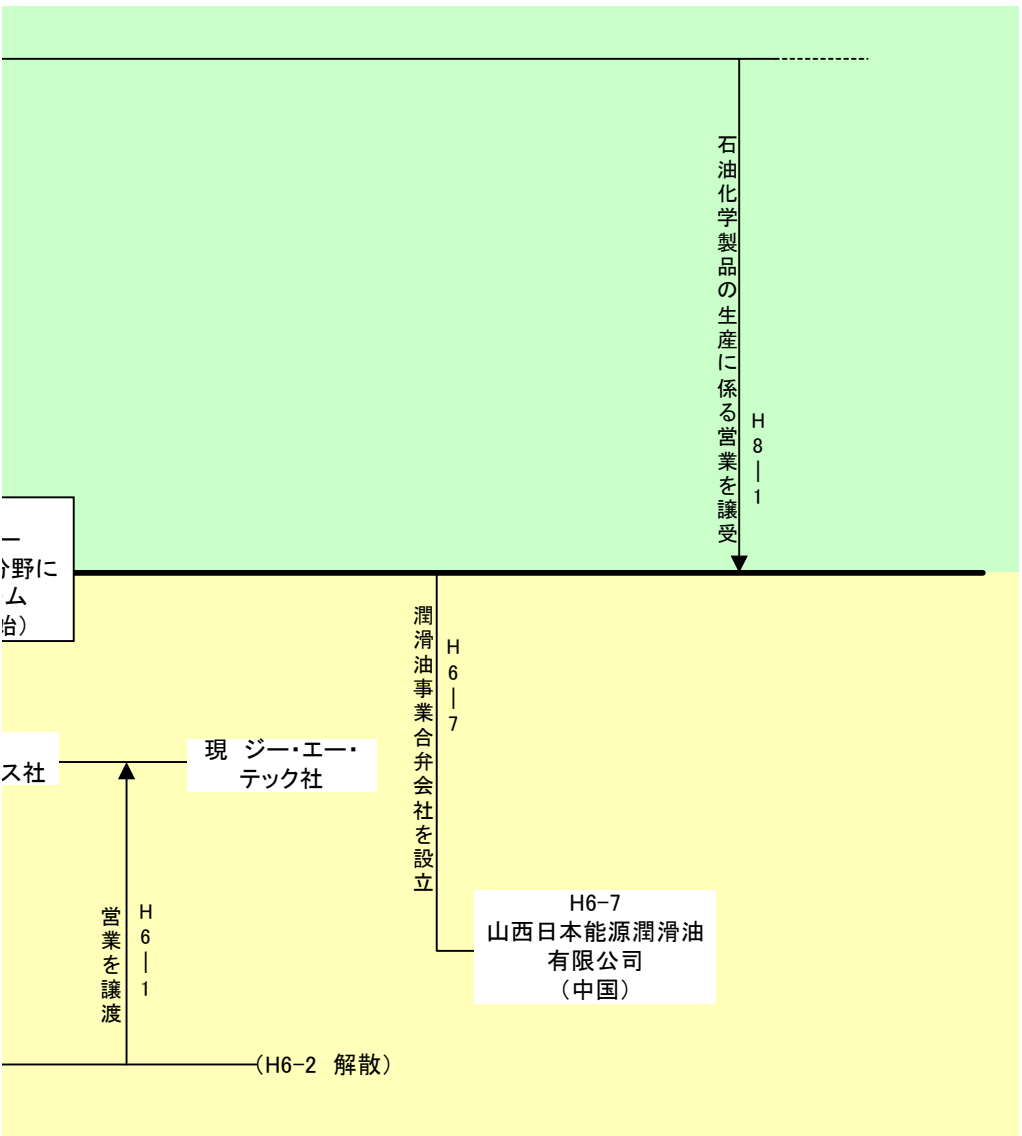 石油化学製品の生産に係る営業を譲受
H8|1
ー
分野に
ム
始）
潤滑油事業合弁会社を設立
H6|7
ス社
現　ジー・エー・
テック社
営業を譲渡
H6|1
H6-7
山西日本能源潤滑油
有限公司
（中国）
（H6-2　解散）